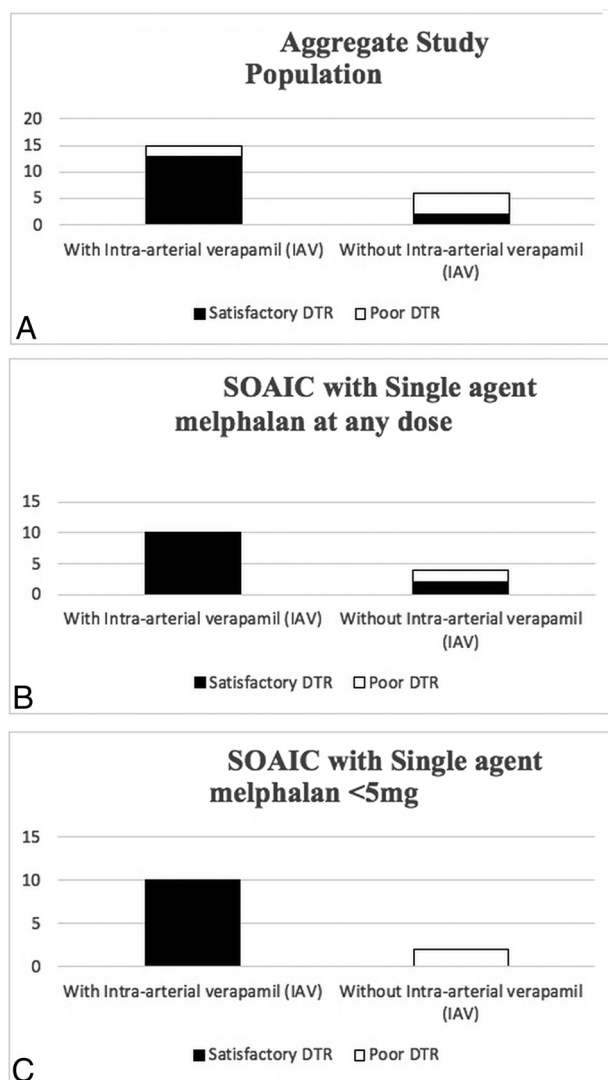 Aggregate Study
Population
20
15
10
5
0
With Intra-arterial verapamil (IAV) Without Intra-arterial verapamil
(IAV)
Satisfactory DTR Poor DTR
A
SOAIC with Single agent
melphalan at any dose
15
10
5
0
With Intra-arterial verapamil (IAV) Without Intra-arterial verapamil
(IAV)
Satisfactory DTR Poor DTR
B
SOAIC with Single agent
melphalan <5mg
15
10
5
0
With Intra-arterial verapamil (IAV) Without Intra-arterial verapamil
(IAV)
Satisfactory DTR Poor DTR
C